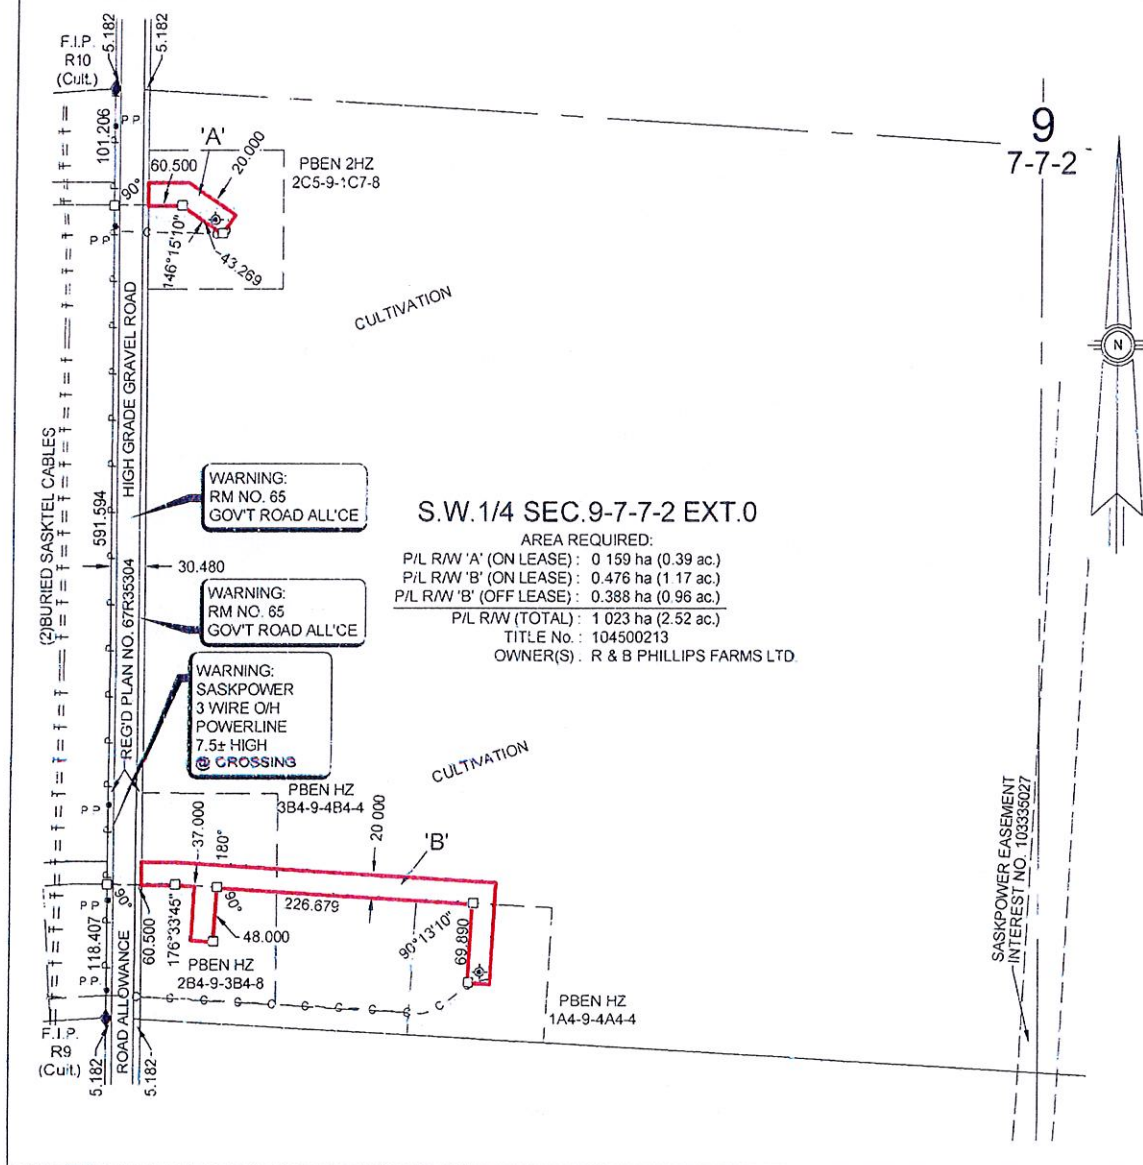 5.182
5.182
F.I.P.
R10
(Cult.)
P P
101.206
90°
60.500
'A'
20.000
PBEN 2HZ
2C5-9-1C7-8
9
7-7-2
P P
146°15'10"
43.269
CULTIVATION
N
HIGH GRADE GRAVEL ROAD
(2)BURIED SASKTEL CABLES
591.594
WARNING:
RM NO. 65
GOV'T ROAD ALL'CE
30.480
WARNING:
RM NO. 65
GOV'T ROAD ALL'CE
REG'D PLAN NO. 67R35304
WARNING:
SASKPOWER
3 WIRE O/H
POWERLINE
7.5± HIGH
@ CROSSING
S.W.1/4 SEC.9-7-7-2 EXT.0
AREA REQUIRED:
P/L R/W 'A' (ON LEASE) : 0 159 ha (0.39 ac.)
P/L R/W 'B' (ON LEASE) : 0.476 ha (1 17 ac.)
P/L R/W 'B' (OFF LEASE) : 0.388 ha (0.96 ac.)
P/L R/W (TOTAL) : 1 023 ha (2.52 ac.)
TITLE No. : 104500213
OWNER(S) : R & B PHILLIPS FARMS LTD.
CULTIVATION
PBEN HZ
3B4-9-4B4-4
P P
37.000
180°
20 000
'B'
90°
P P
118.407
60.500
176°33'45"
90°
48.000
226.679
90°13'10"
69.890
PBEN HZ
2B4-9-3B4-8
P P
PBEN HZ
1A4-9-4A4-4
SASKPOWER EASEMENT
INTEREST NO. 103335027
ROAD ALLOWANCE
F.I.P.
R9
(Cult.)
5.182
5.182